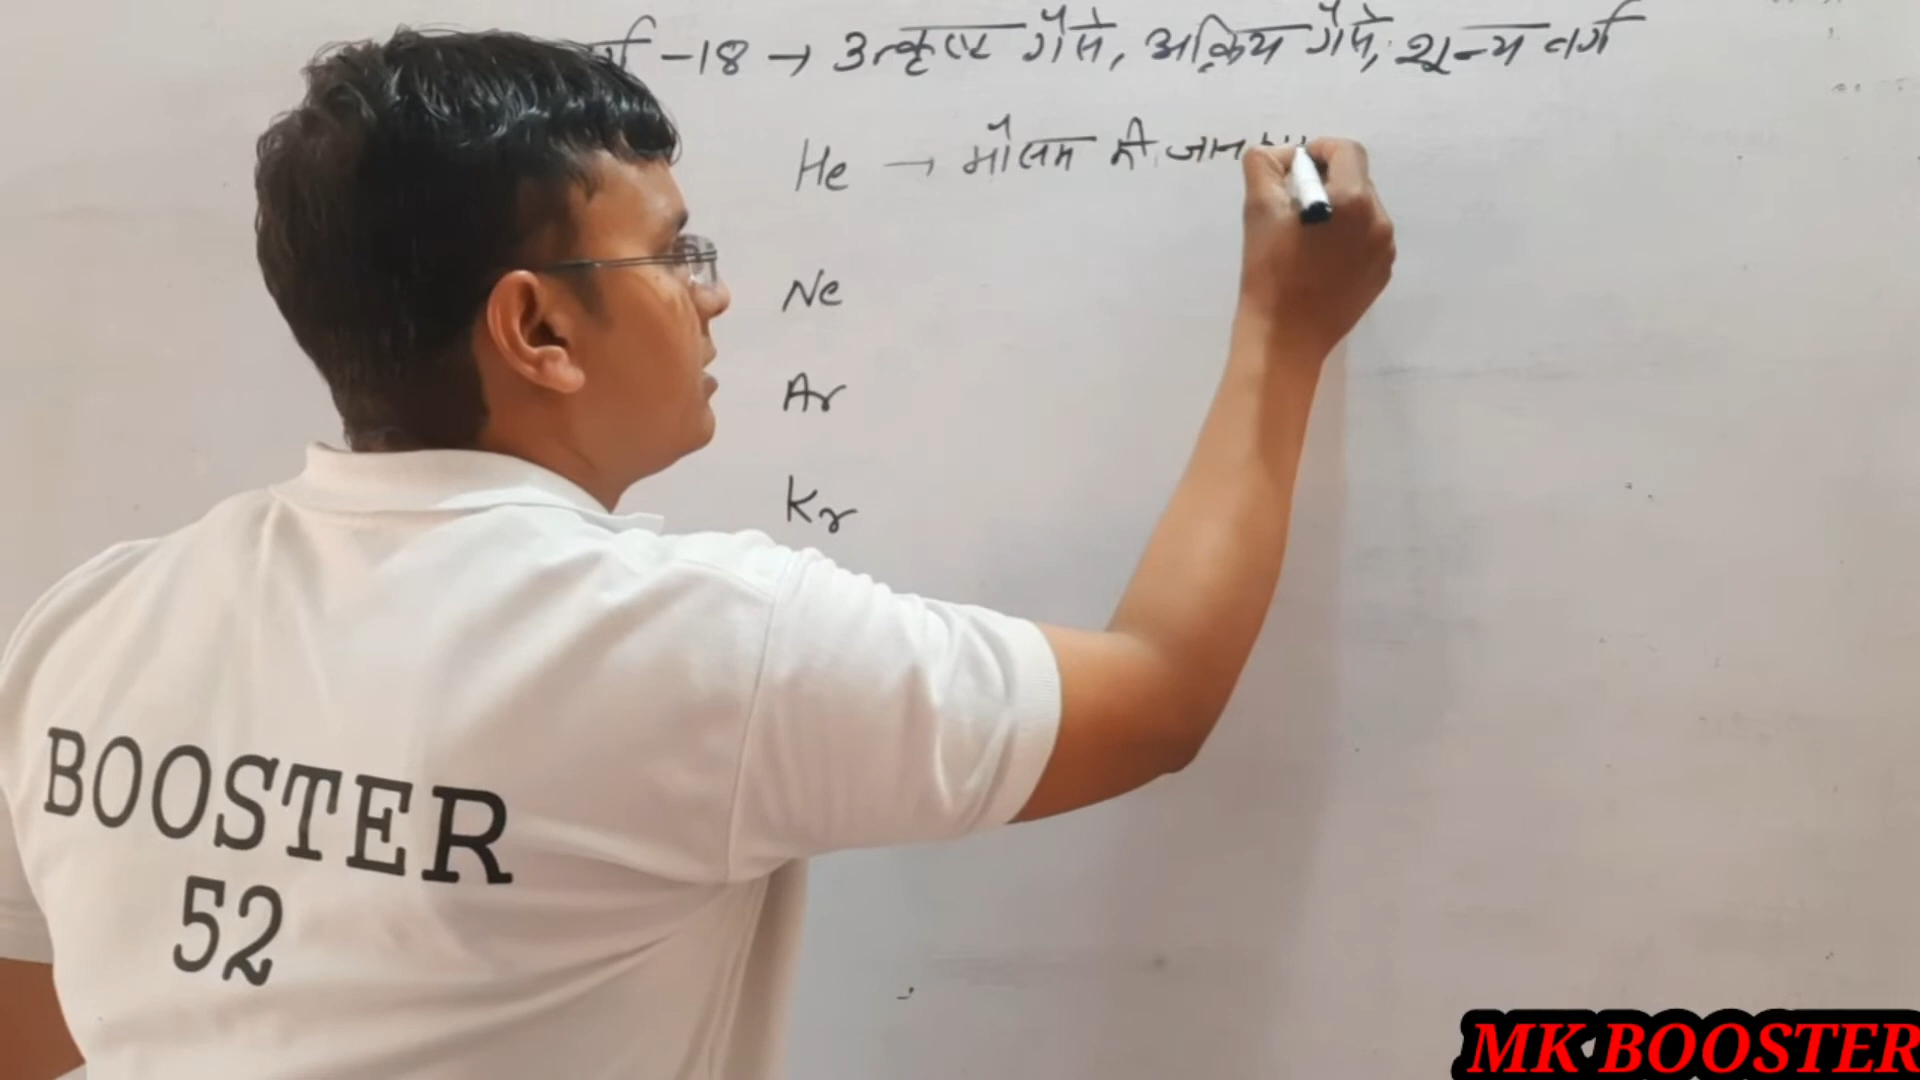 -18 → उत्कृष्ट गैसें, अक्रिय गैसें, शून्य वर्ग
He → मौसम की
Ne
Ar
Kr
BOOSTER
52
MK BOOSTER